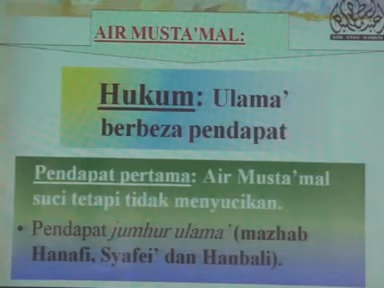 AIR MUSTA'MAL:
Hukum: Ulama'
berbeza pendapat
Pendapat pertama: Air Musta'mal
suci tetapi tidak menyucikan.
• Pendapat jumhur ulama' (mazhab
Hanafi, Syafei' dan Hanbali).